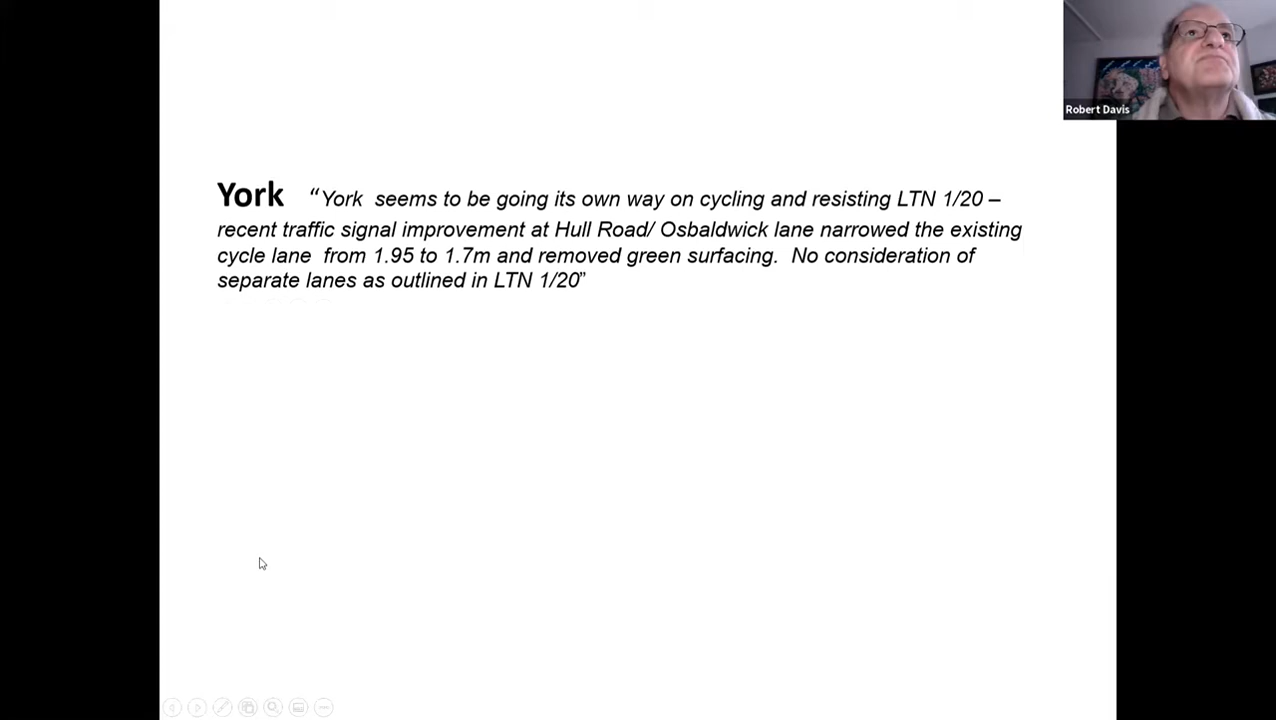 Robert Davis
York “York seems to be going its own way on cycling and resisting LTN 1/20 –
recent traffic signal improvement at Hull Road/ Osbaldwick lane narrowed the existing
cycle lane from 1.95 to 1.7m and removed green surfacing. No consideration of
separate lanes as outlined in LTN 1/20”